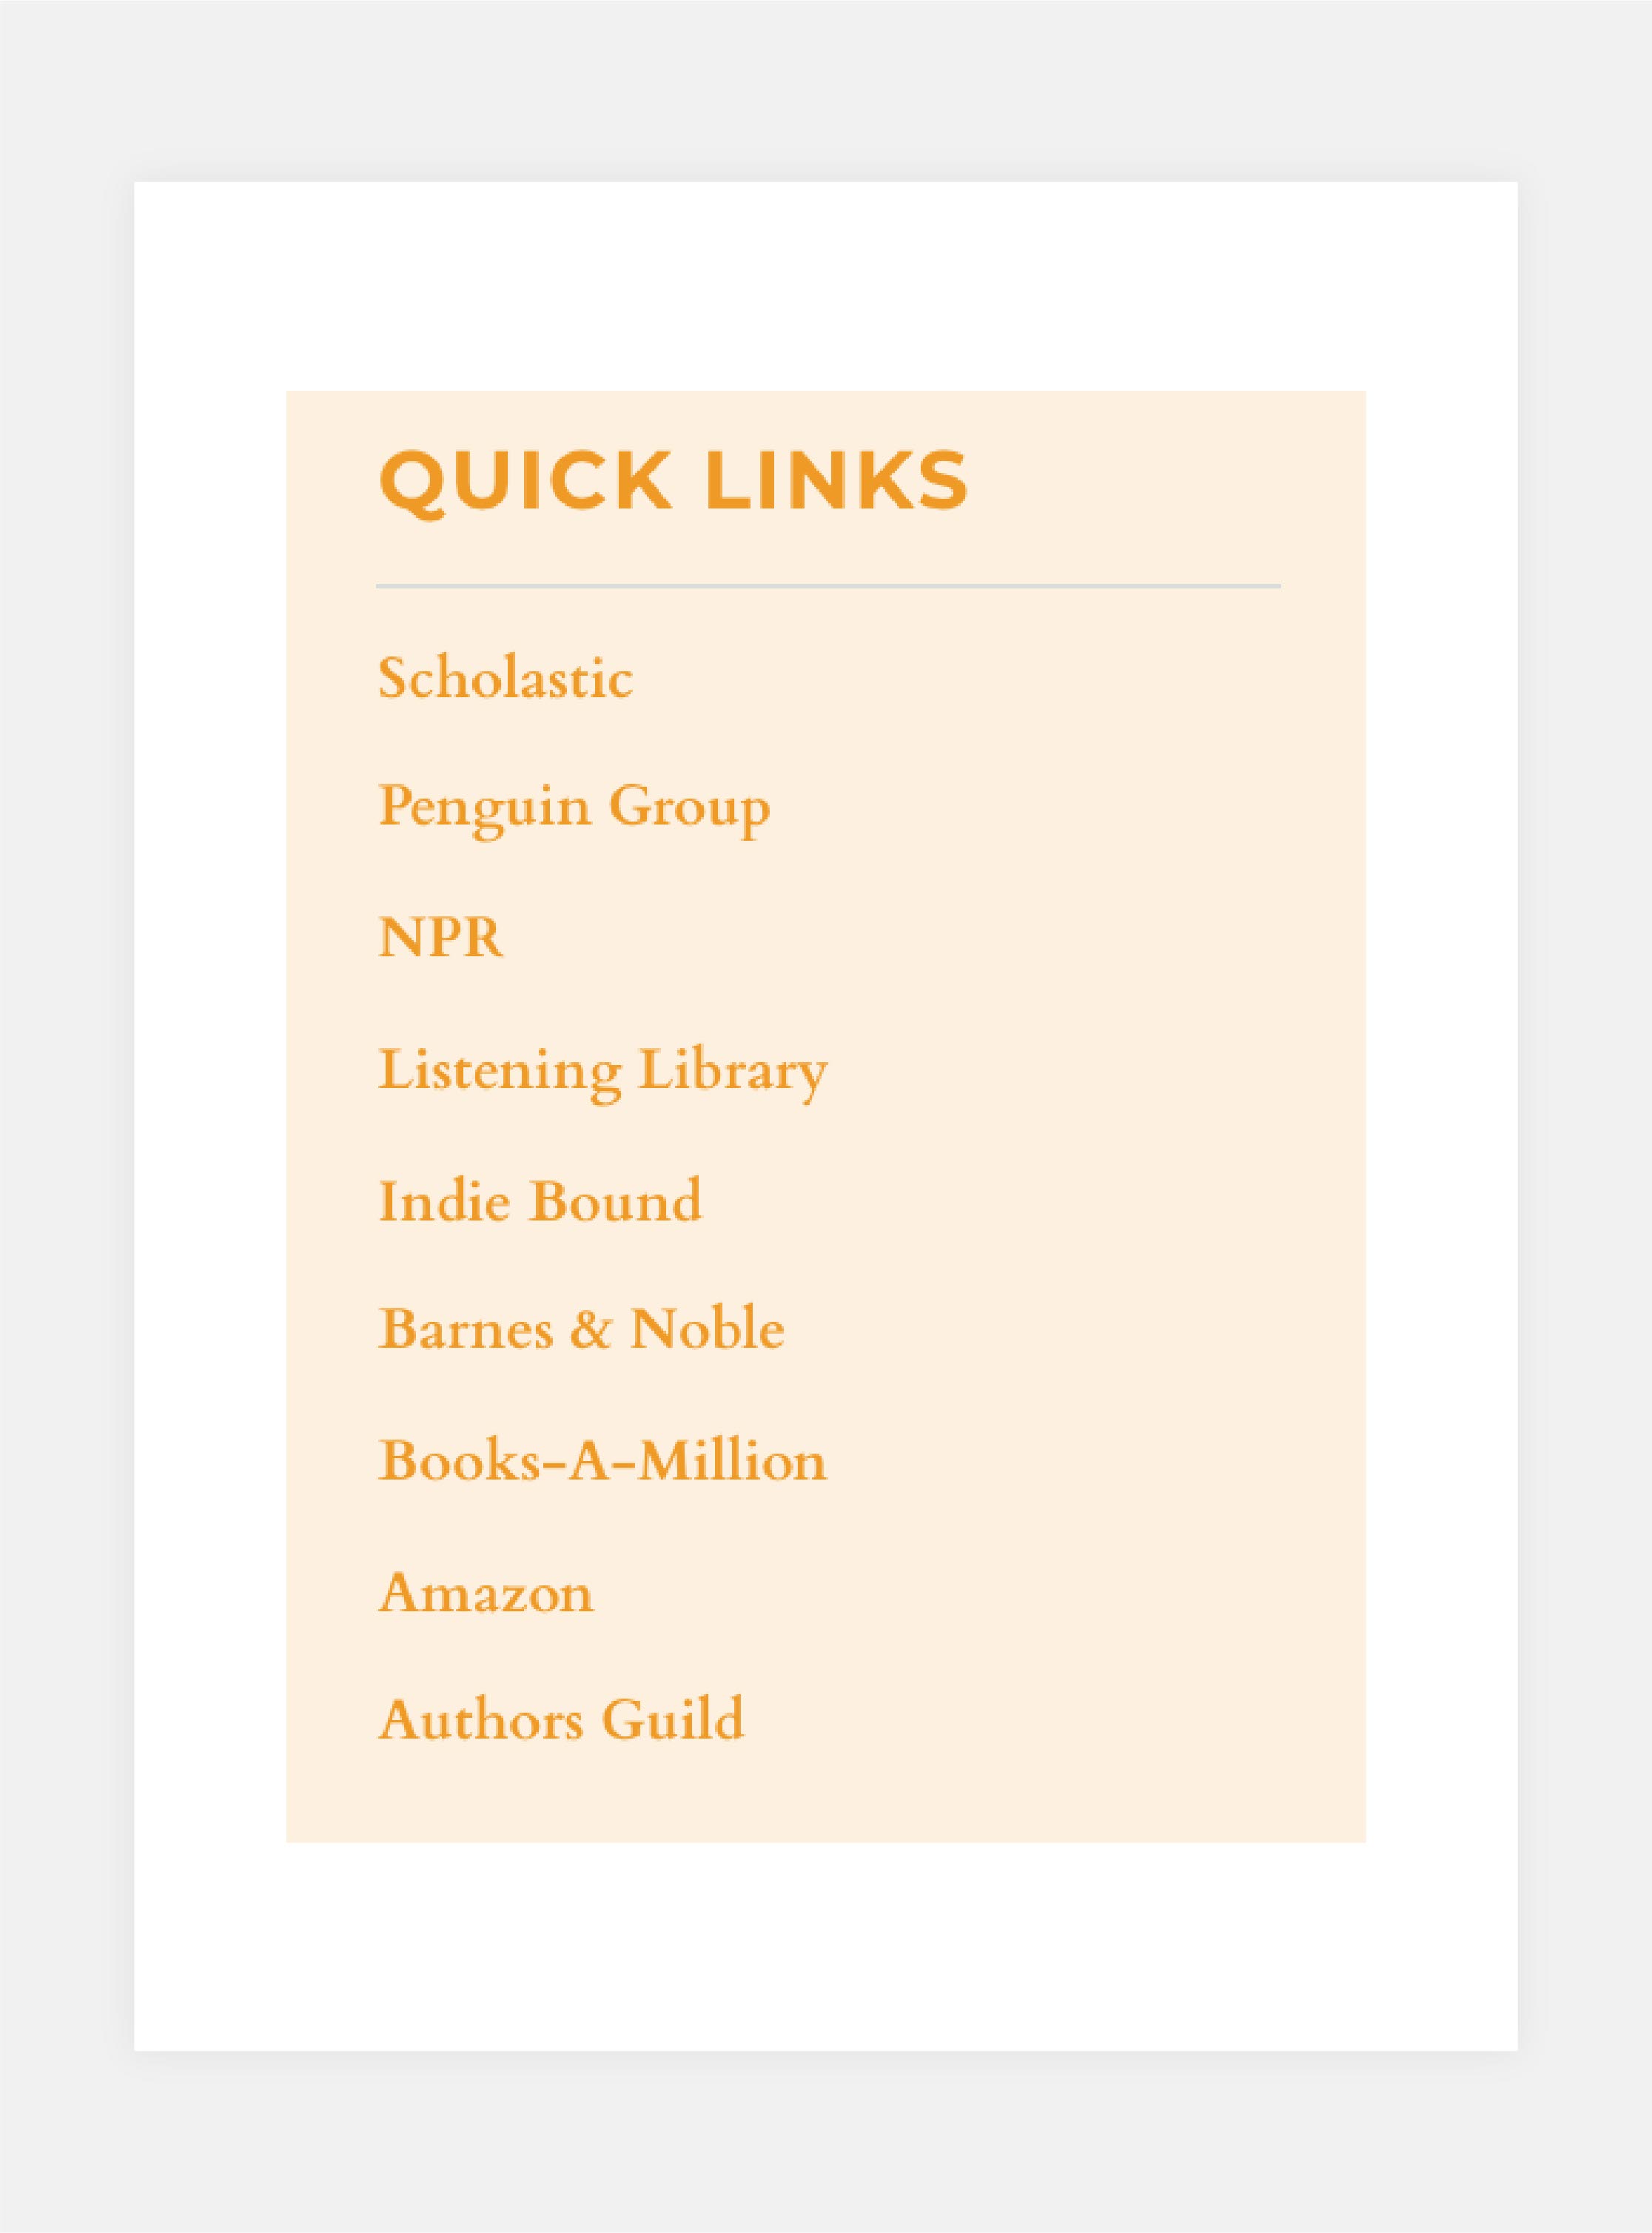 QUICK LINKS
Scholastic
Penguin Group
NPR
Listening Library
Indie Bound
Barnes & Noble
Books-A-Million
Amazon
Authors Guild